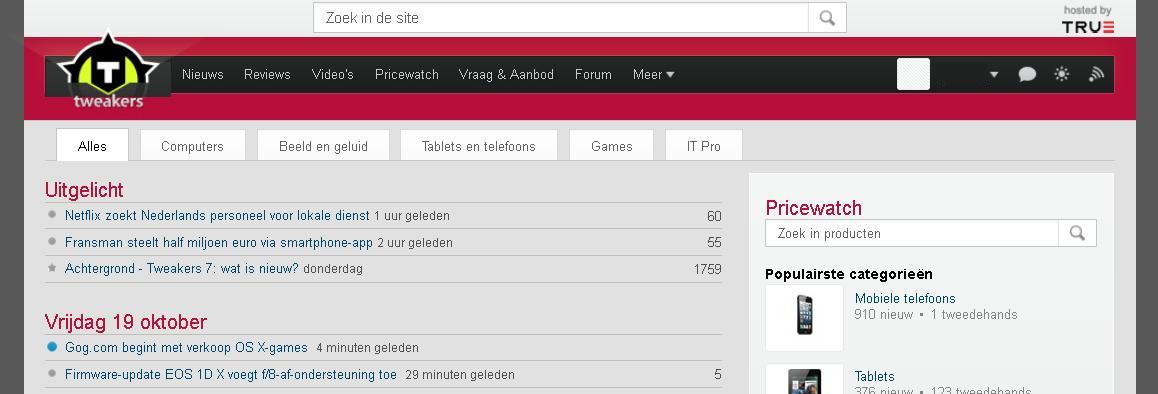 Zoek in de site
hosted by
TRUE
tweakers
Nieuws Reviews Video's Pricewatch Vraag & Aanbod Forum Meer
Alles Computers Beeld en geluid Tablets en telefoons Games IT Pro
Uitgelicht
Netflix zoekt Nederlands personeel voor lokale dienst 1 uur geleden 60
Fransman steelt half miljoen euro via smartphone-app 2 uur geleden 55
Achtergrond - Tweakers 7: wat is nieuw? donderdag 1759
Vrijdag 19 oktober
Gog.com begint met verkoop OS X-games 4 minuten geleden
Firmware-update EOS 1D X voegt f/8-af-ondersteuning toe 29 minuten geleden 5
Pricewatch
Zoek in producten
Populairste categorieën
Mobiele telefoons
910 nieuw • 1 tweedehands
Tablets
376 nieuw • 123 tweedehands